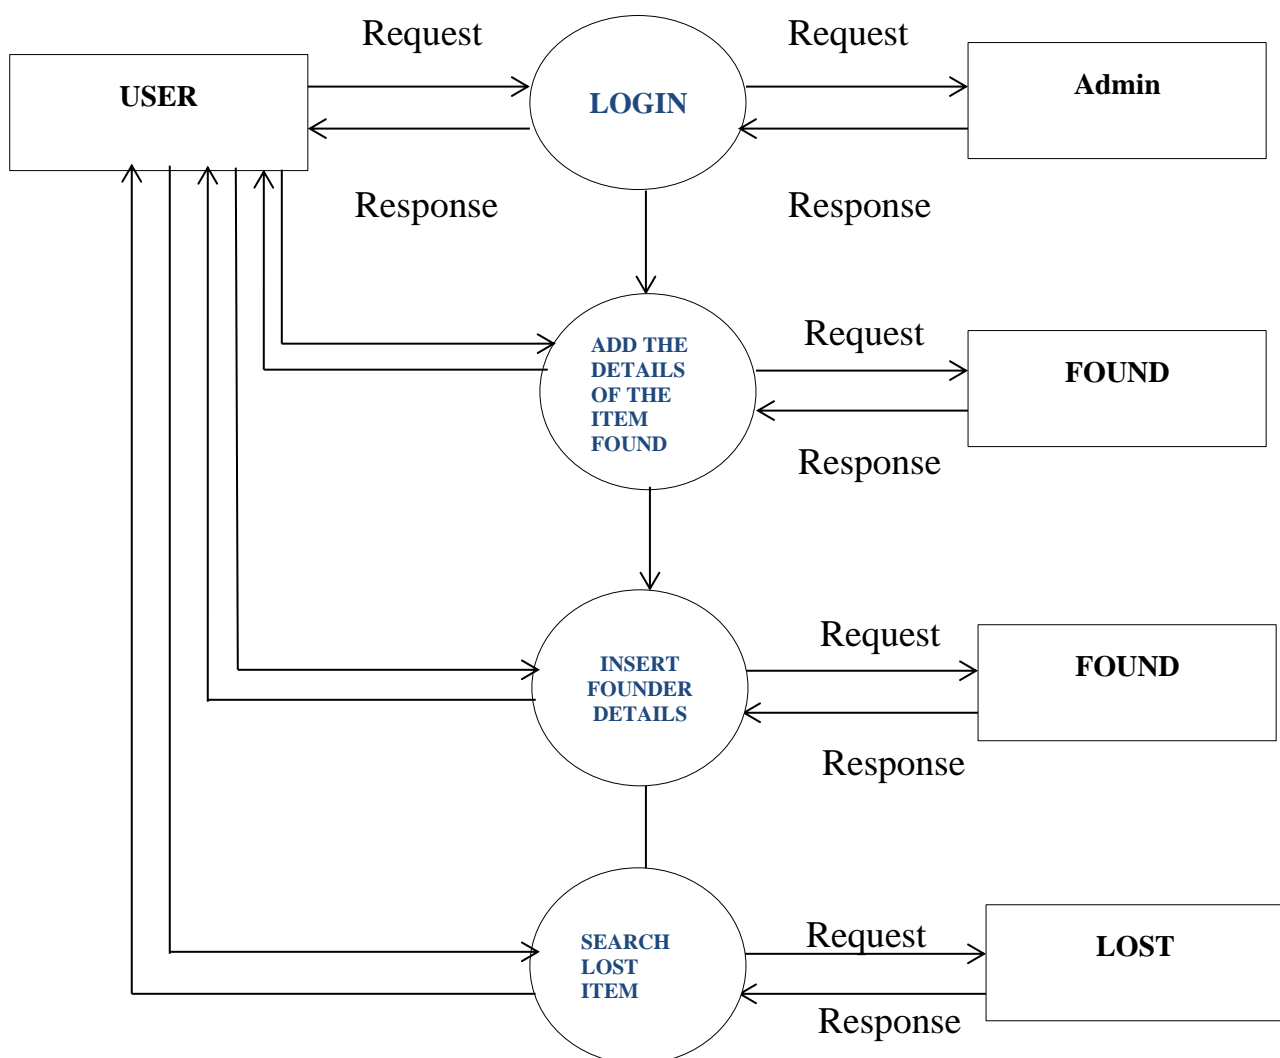 Request
Request
USER
LOGIN
Admin
Response
Response
ADD THE
DETAILS
OF THE
ITEM
FOUND
Request
FOUND
Response
INSERT
FOUNDER
DETAILS
Request
FOUND
Response
SEARCH
LOST
ITEM
Request
LOST
Response